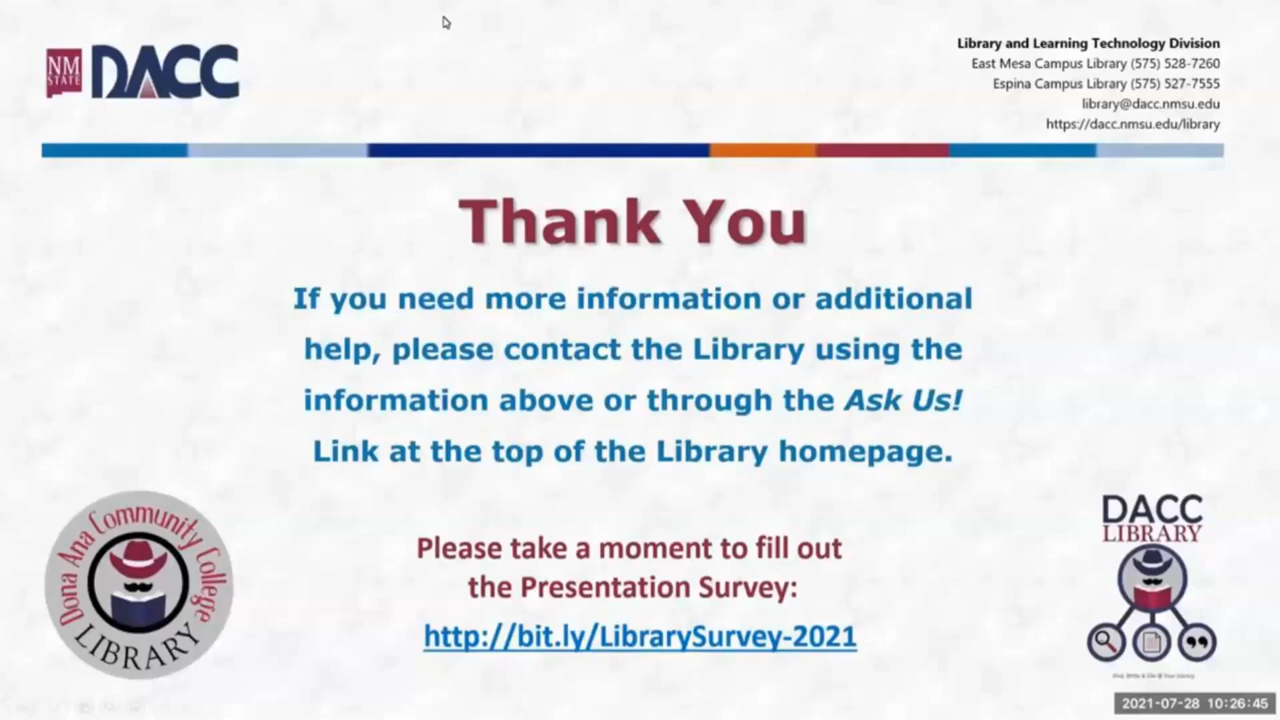 NM
STATE
DACC
Library and Learning Technology Division
East Mesa Campus Library (575) 528-7260
Espina Campus Library (575) 527-7555
library@dacc.nmsu.edu
https://dacc.nmsu.edu/library
Thank You
If you need more information or additional
help, please contact the Library using the
information above or through the Ask Us!
Link at the top of the Library homepage.
Please take a moment to fill out
the Presentation Survey:
http://bit.ly/LibrarySurvey-2021
Dona Ana Community College
LIBRARY
DACC
LIBRARY
2021-07-28 10:26:45